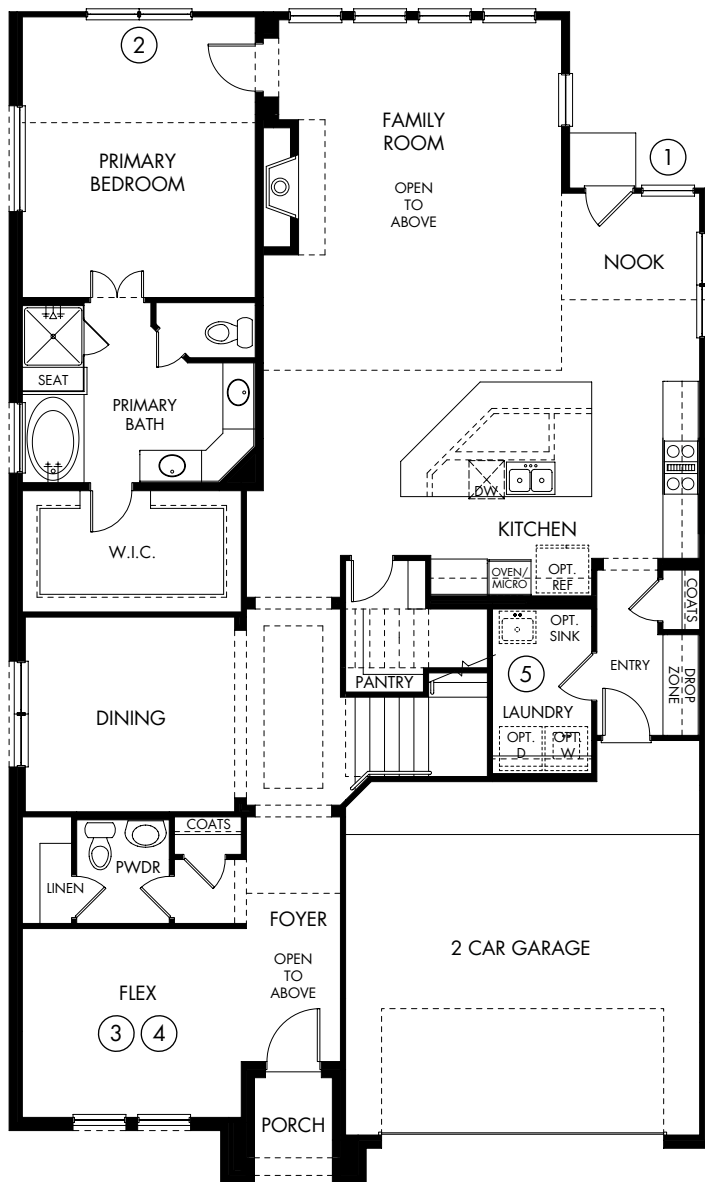 2
PRIMARY
BEDROOM
FAMILY
ROOM
OPEN
TO
ABOVE
1
NOOK
SEAT
PRIMARY
BATH
DW
KITCHEN
W.I.C.
OVEN/
MICRO
OPT.
REF
COATS
OPT.
SINK
ENTRY
DROP
ZONE
PANTRY
5
LAUNDRY
OPT.
D
OPT.
W
DINING
COATS
PWDR
LINEN
FOYER
OPEN
TO
ABOVE
2 CAR GARAGE
FLEX
3 4
PORCH